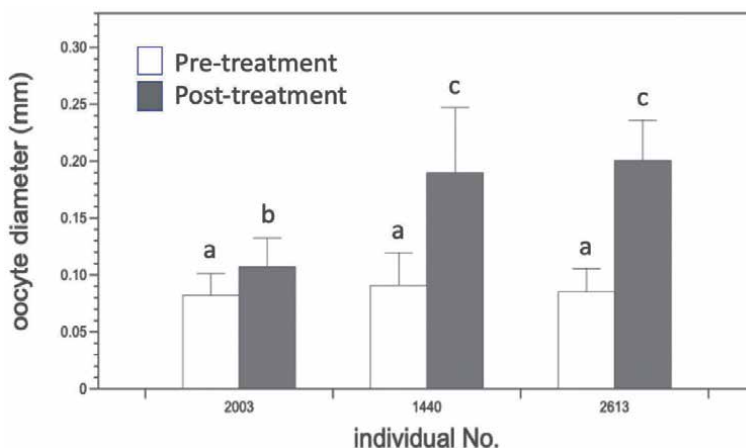 0.30
0.25
0.20
0.15
0.10
0.05
0
oocyte diameter (mm)
Pre-treatment
Post-treatment
a
b
a
c
a
c
2003
1440
2613
individual No.